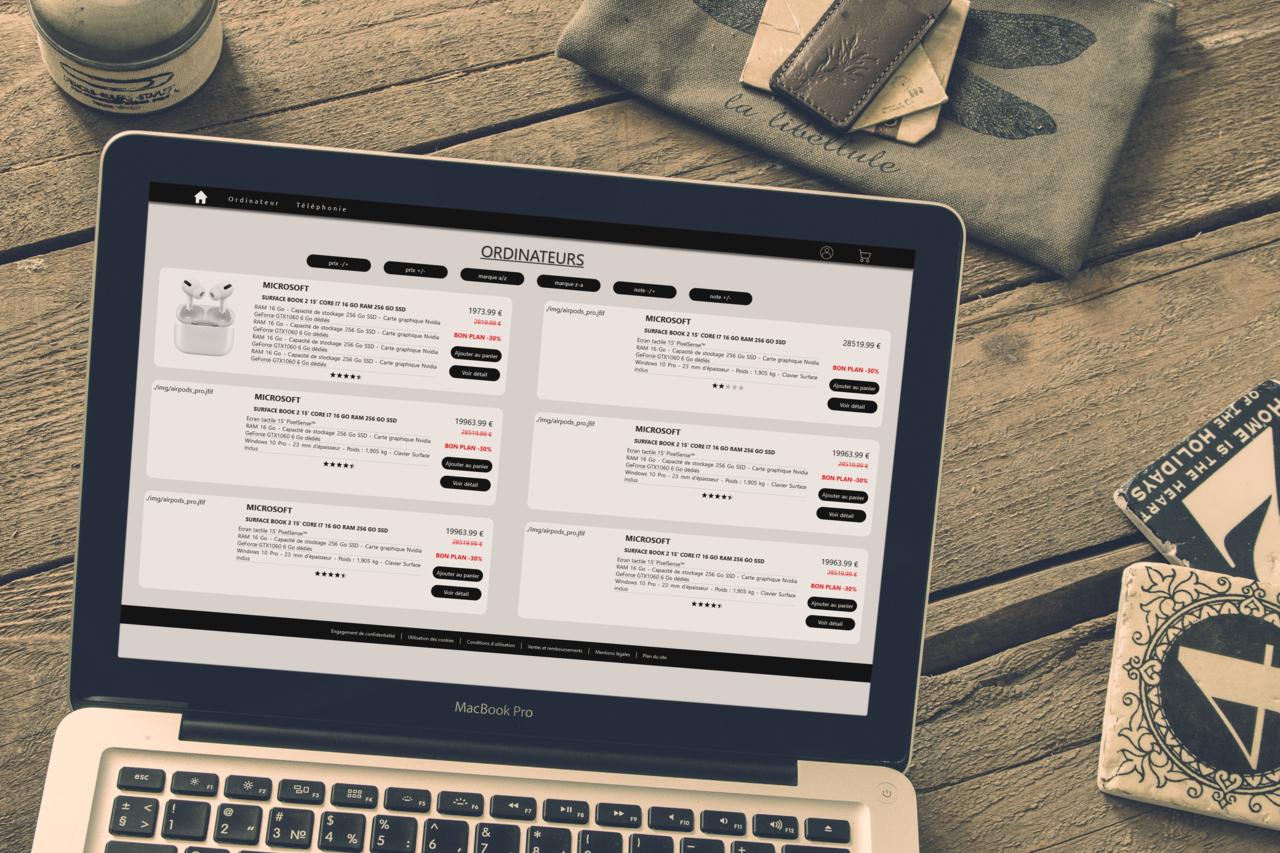 la libellule
Ordinateur Téléphonie
ORDINATEURS
prix -/+ prix +/- marque a/z marque z-a note -/+ note +/-
MICROSOFT
SURFACE BOOK 2 15' CORE I7 16 GO RAM 256 GO SSD
RAM 16 Go - Capacité de stockage 256 Go SSD - Carte graphique Nvidia
GeForce GTX1060 6 Go dédiés
RAM 16 Go - Capacité de stockage 256 Go SSD - Carte graphique Nvidia
GeForce GTX1060 6 Go dédiés
RAM 16 Go - Capacité de stockage 256 Go SSD - Carte graphique Nvidia
GeForce GTX1060 6 Go dédiés
RAM 16 Go - Capacité de stockage 256 Go SSD - Carte graphique Nvidia
GeForce GTX1060 6 Go dédiés
1973.99 €
2819.99 €
BON PLAN -30%
Ajouter au panier
Voir détail
./img/airpods_pro.jfif
MICROSOFT
SURFACE BOOK 2 15' CORE I7 16 GO RAM 256 GO SSD
Ecran tactile 15' PixelSense™
RAM 16 Go - Capacité de stockage 256 Go SSD - Carte graphique Nvidia
GeForce GTX1060 6 Go dédiés
Windows 10 Pro - 23 mm d'épaisseur - Poids : 1,905 kg - Clavier Surface
inclus
28519.99 €
BON PLAN -30%
Ajouter au panier
Voir détail
./img/airpods_pro.jfif
MICROSOFT
SURFACE BOOK 2 15' CORE I7 16 GO RAM 256 GO SSD
Ecran tactile 15' PixelSense™
RAM 16 Go - Capacité de stockage 256 Go SSD - Carte graphique Nvidia
GeForce GTX1060 6 Go dédiés
Windows 10 Pro - 23 mm d'épaisseur - Poids : 1,905 kg - Clavier Surface
inclus
19963.99 €
28519.99 €
BON PLAN -30%
Ajouter au panier
Voir détail
./img/airpods_pro.jfif
MICROSOFT
SURFACE BOOK 2 15' CORE I7 16 GO RAM 256 GO SSD
Ecran tactile 15' PixelSense™
RAM 16 Go - Capacité de stockage 256 Go SSD - Carte graphique Nvidia
GeForce GTX1060 6 Go dédiés
Windows 10 Pro - 23 mm d'épaisseur - Poids : 1,905 kg - Clavier Surface
inclus
19963.99 €
28519.99 €
BON PLAN -30%
Ajouter au panier
Voir détail
./img/airpods_pro.jfif
MICROSOFT
SURFACE BOOK 2 15' CORE I7 16 GO RAM 256 GO SSD
Ecran tactile 15' PixelSense™
RAM 16 Go - Capacité de stockage 256 Go SSD - Carte graphique Nvidia
GeForce GTX1060 6 Go dédiés
Windows 10 Pro - 23 mm d'épaisseur - Poids : 1,905 kg - Clavier Surface
inclus
19963.99 €
28519.99 €
BON PLAN -30%
Ajouter au panier
Voir détail
./img/airpods_pro.jfif
MICROSOFT
SURFACE BOOK 2 15' CORE I7 16 GO RAM 256 GO SSD
Ecran tactile 15' PixelSense™
RAM 16 Go - Capacité de stockage 256 Go SSD - Carte graphique Nvidia
GeForce GTX1060 6 Go dédiés
Windows 10 Pro - 23 mm d'épaisseur - Poids : 1,905 kg - Clavier Surface
inclus
19963.99 €
28519.99 €
BON PLAN -30%
Ajouter au panier
Voir détail
Engagement de confidentialité | Utilisation des cookies | Conditions d'utilisation | Ventes et remboursements | Mentions légales | Plan du site
MacBook Pro
HOME IS THE HEART
OF THE HOLIDAYS
esc F1 F2 F3 F4 F5 F6 F7 F8 F9 F10 F11 F12
± < ! @ # № $ % : ^ & *
§ > 1 2 " 3 4 5 6 , 7 . 8 ;